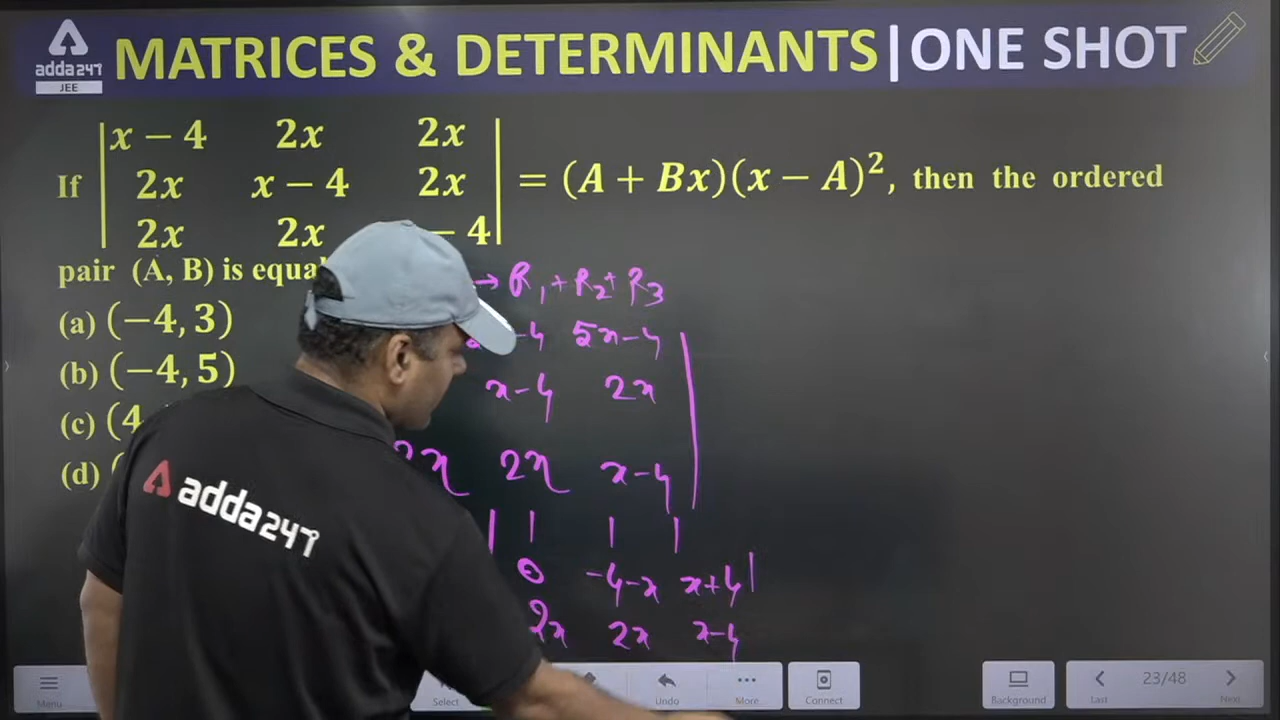 adda247
JEE
MATRICES & DETERMINANTS | ONE SHOT
If |x − 4 2x 2x|
|2x x − 4 2x| = (A + Bx)(x − A)², then the ordered
|2x 2x − 4|
pair (A, B) is equal
(a) (−4, 3)
(b) (−4, 5)
(c) (4
(d) (
→ R₁ + R₂ + R₃
-4 5x-4 |
x-4 2x
2x 2x x-4
| 1 1 1
0 -4-x x+4 |
2x 2x x-4
adda247
Menu
Select
Undo
More
Connect
Background
Last
23/48
Next